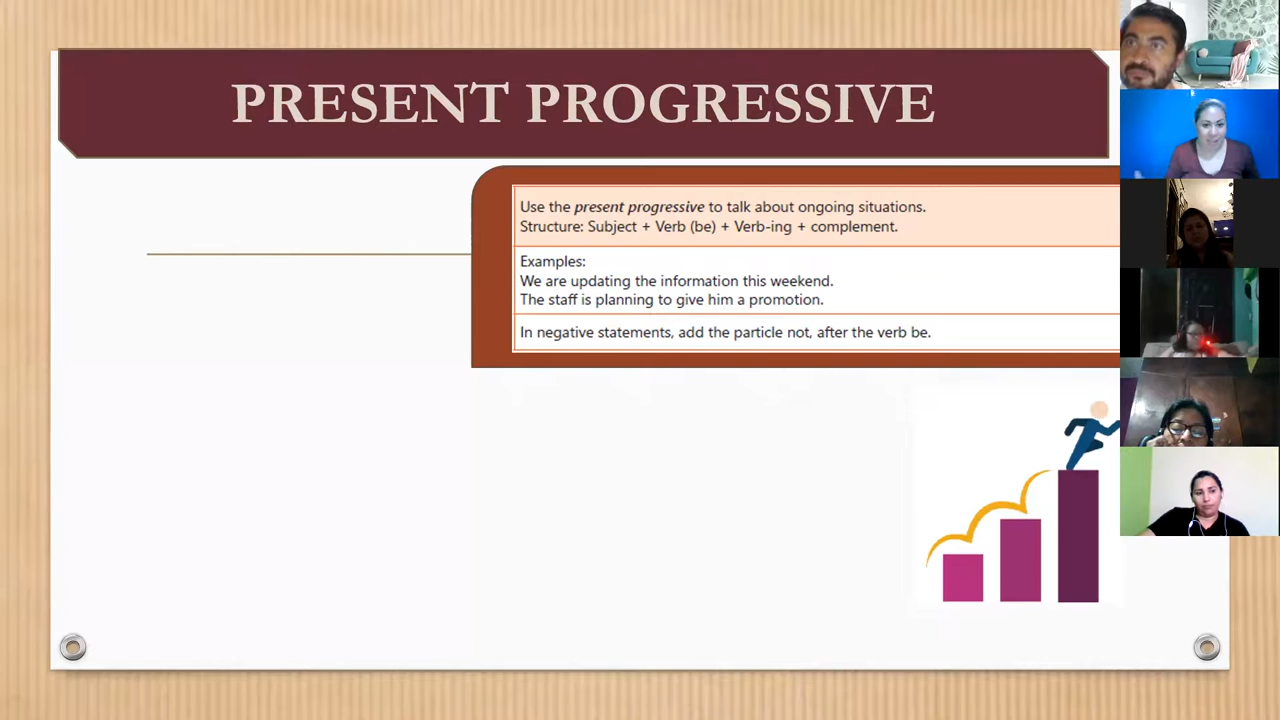 PRESENT PROGRESSIVE
Use the present progressive to talk about ongoing situations.
Structure: Subject + Verb (be) + Verb-ing + complement.
Examples:
We are updating the information this weekend.
The staff is planning to give him a promotion.
In negative statements, add the particle not, after the verb be.